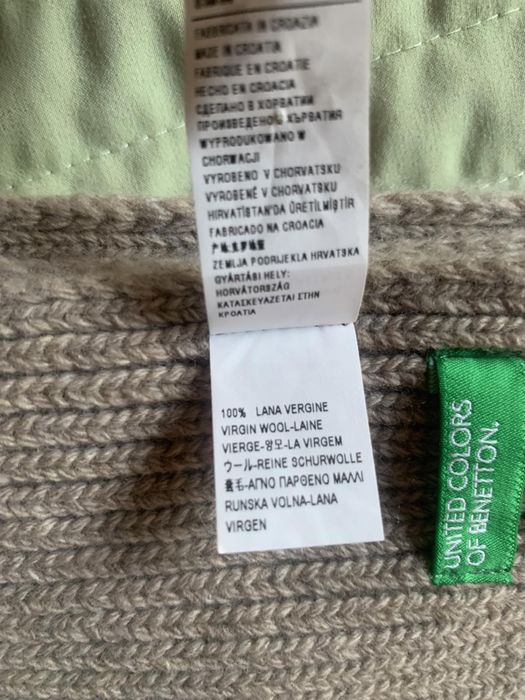 FABBRICATA IN CROAZIA
MADE IN CROATIA
FABRIQUE EN CROATIE
HECHO EN CROACIA
СДЕЛАНО В ХОРВАТИИ
ПРОИЗВЕДЕНО ХЪРВАТИЯ
WYPRODUKOWANO W
CHORWACJI
VYROBENO V CHORVATSKU
VYROBENÉ V CHORVÁTSKU
HIRVATİSTAN'DA ÜRETİLMİŞTİR
FABRICADO NA CROACIA
产地:克罗地亚
ZEMLJA PODRIJEKLA HRVATSKA
GYÁRTÁSI HELY:
HORVÁTORSZÁG
ΚΑΤΑΣΚΕΥΑΖΕΤΑΙ ΣΤΗΝ
ΚΡΟΑΤΙΑ
100% LANA VERGINE
VIRGIN WOOL-LAINE
VIERGE-양모-LA VIRGEM
ウール-REINE SCHURWOLLE
羊毛-ΑΓΝΟ ΠΑΡΘΕΝΟ ΜΑΛΛΙ
RUNSKA VOLNA-LANA
VIRGEN
UNITED COLORS
OF BENETTON.